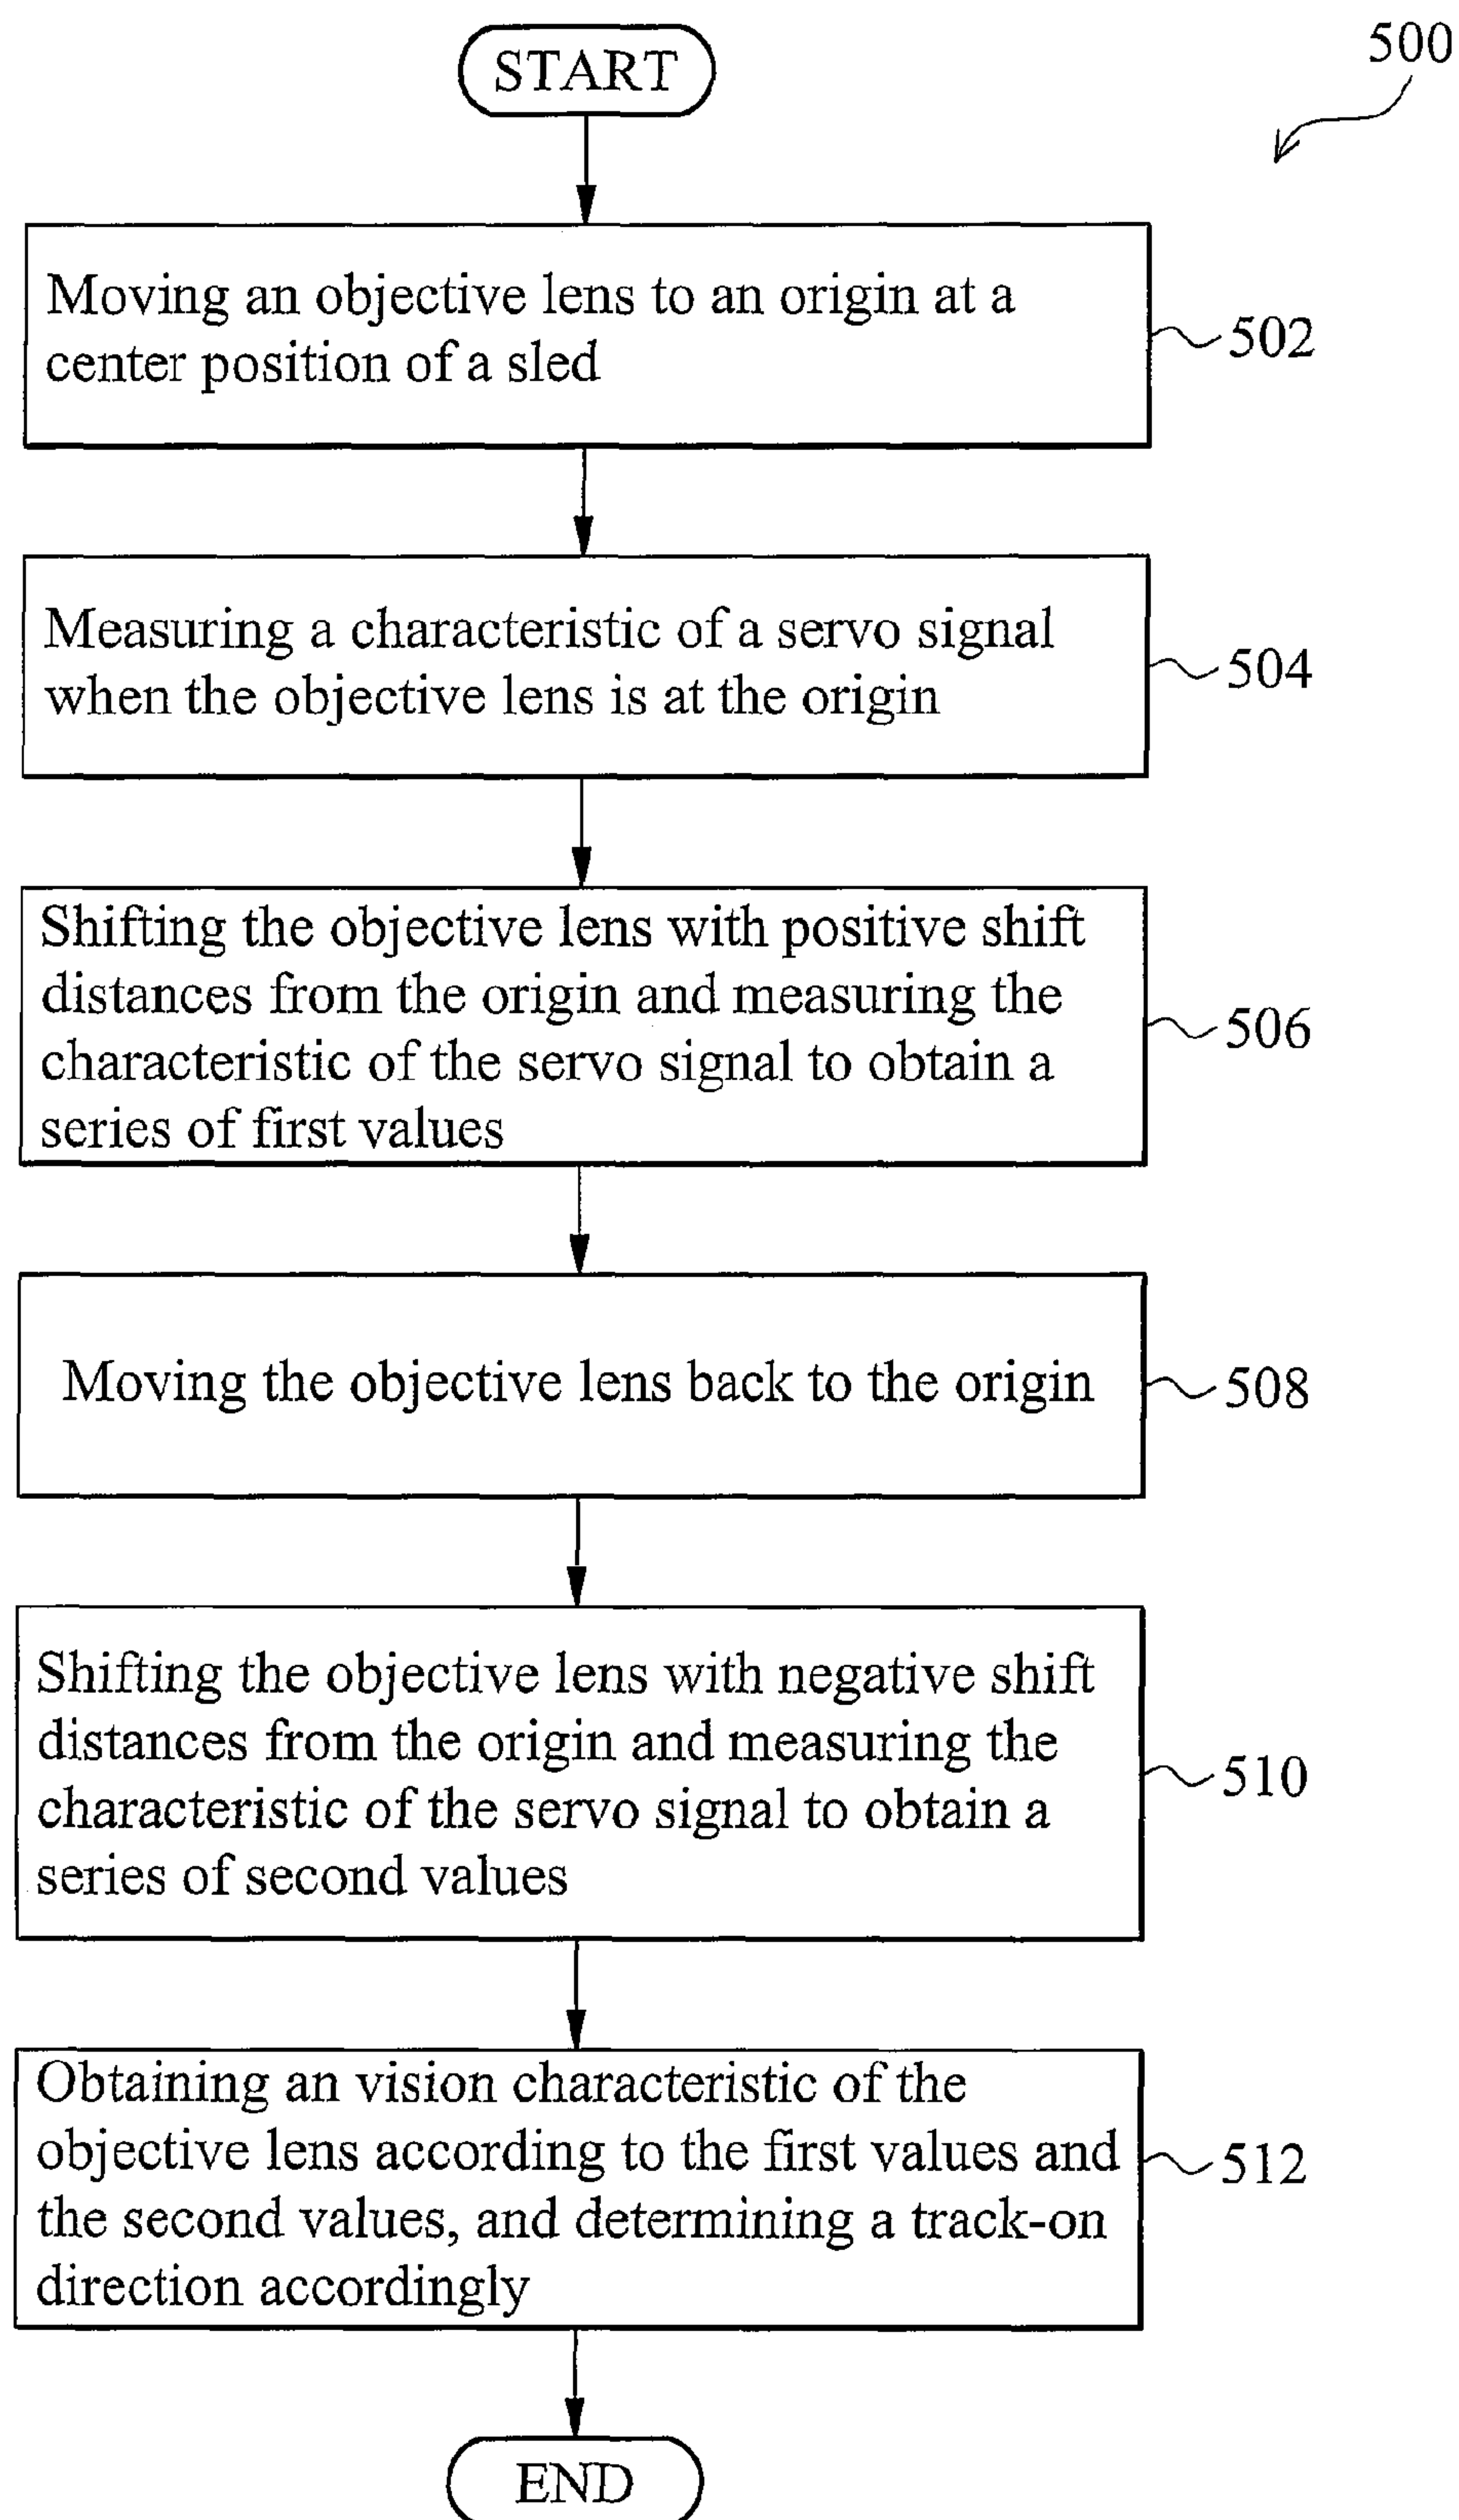 START
500
Moving an objective lens to an origin at a
center position of a sled
502
Measuring a characteristic of a servo signal
when the objective lens is at the origin
504
Shifting the objective lens with positive shift
distances from the origin and measuring the
characteristic of the servo signal to obtain a
series of first values
506
Moving the objective lens back to the origin
508
Shifting the objective lens with negative shift
distances from the origin and measuring the
characteristic of the servo signal to obtain a
series of second values
510
Obtaining an vision characteristic of the
objective lens according to the first values and
the second values, and determining a track-on
direction accordingly
512
END